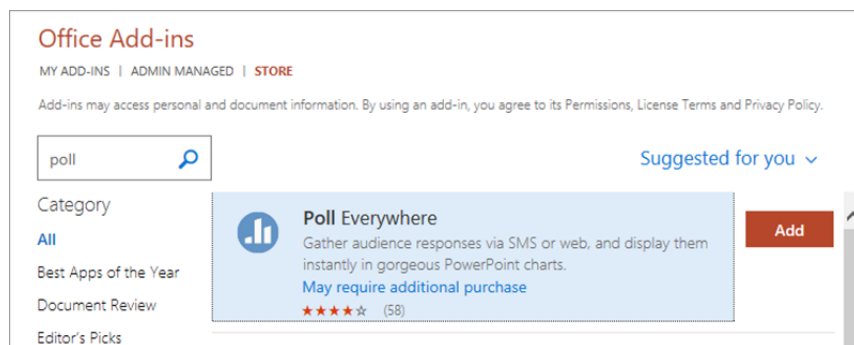 Office Add-ins
MY ADD-INS | ADMIN MANAGED | STORE
Add-ins may access personal and document information. By using an add-in, you agree to its Permissions, License Terms and Privacy Policy.
poll
Suggested for you
Category
All
Best Apps of the Year
Document Review
Editor's Picks
Poll Everywhere
Gather audience responses via SMS or web, and display them
instantly in gorgeous PowerPoint charts.
May require additional purchase
(58)
Add